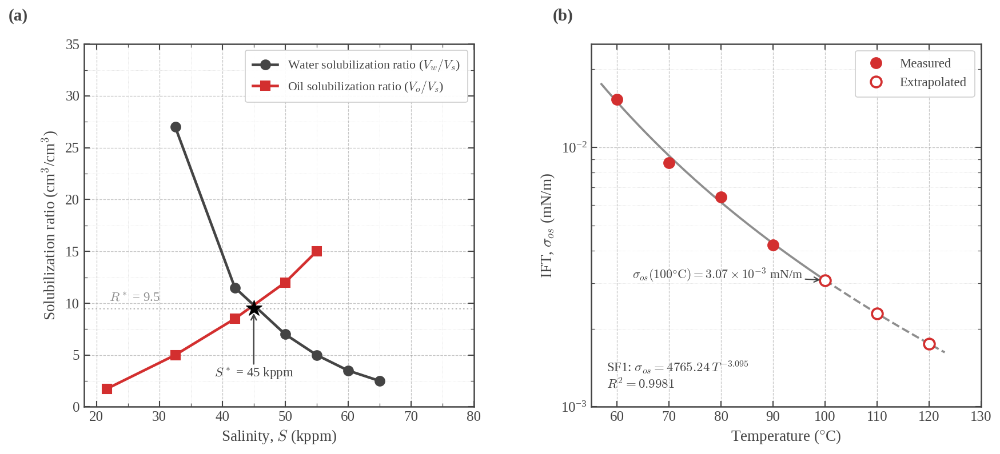 (a)
35
30
25
20
15
10
5
0
20 30 40 50 60 70 80
Solubilization ratio (cm³/cm³)
Salinity, S (kppm)
Water solubilization ratio (V_w/V_s)
Oil solubilization ratio (V_o/V_s)
R* = 9.5
S* = 45 kppm
(b)
10⁻²
10⁻³
60 70 80 90 100 110 120 130
IFT, σ_os (mN/m)
Temperature (°C)
Measured
Extrapolated
σ_os(100°C) = 3.07 × 10⁻³ mN/m
SF1: σ_os = 4765.24 T^−3.095
R² = 0.9981